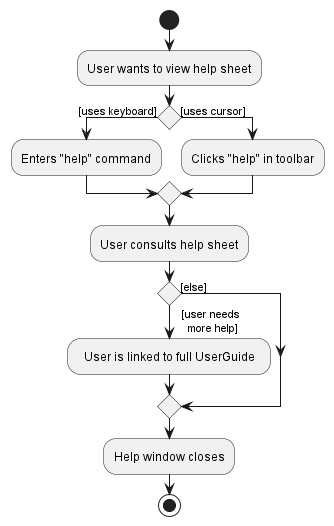 User wants to view help sheet
[uses keyboard]
[uses cursor]
Enters "help" command
Clicks "help" in toolbar
User consults help sheet
[else]
[user needs
more help]
User is linked to full UserGuide
Help window closes